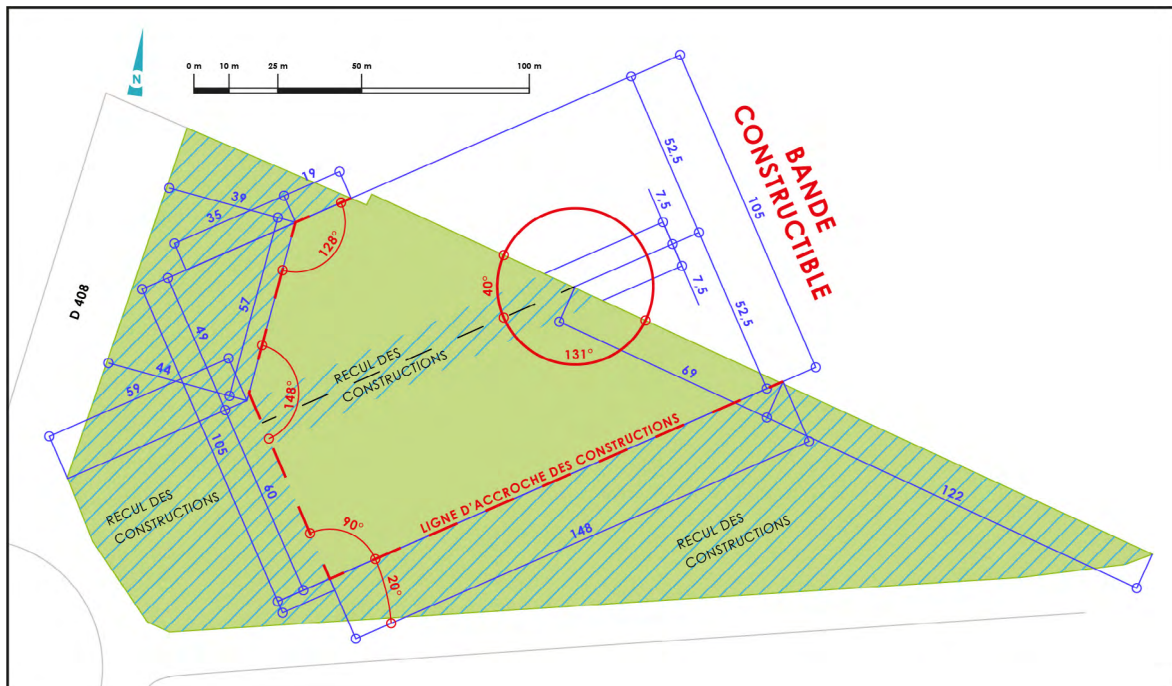 N
0 m 10 m 25 m 50 m 100 m
BANDE
CONSTRUCTIBLE
52,5
105
7,5
7,5
52,5
19
39
35
128°
D 408
57
49
40°
131°
RECUL DES
CONSTRUCTIONS
44
59
148°
69
105
60
LIGNE D'ACCROCHE DES CONSTRUCTIONS
RECUL DES
CONSTRUCTIONS
90°
20°
148
RECUL DES
CONSTRUCTIONS
122